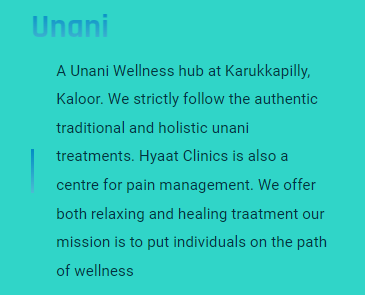 Unani
A Unani Wellness hub at Karukkapilly,
Kaloor. We strictly follow the authentic
traditional and holistic unani
treatments. Hyaat Clinics is also a
centre for pain management. We offer
both relaxing and healing traatment our
mission is to put individuals on the path
of wellness